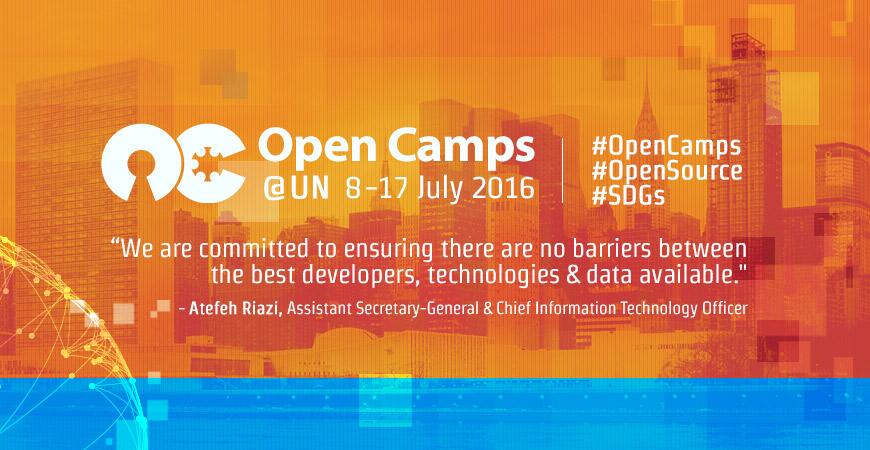 Open Camps
@UN 8-17 July 2016
#OpenCamps
#OpenSource
#SDGs
“We are committed to ensuring there are no barriers between
the best developers, technologies & data available."
- Atefeh Riazi, Assistant Secretary-General & Chief Information Technology Officer